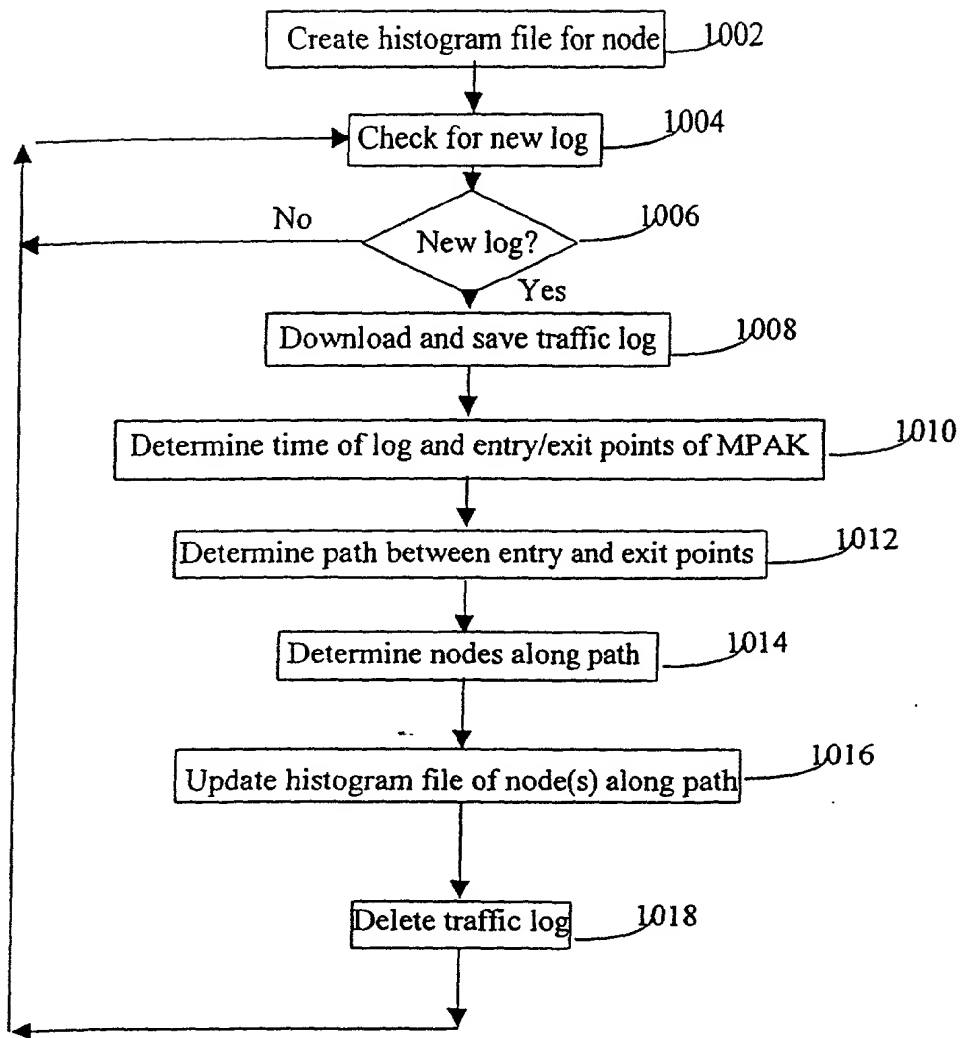 Create histogram file for node
1002
Check for new log
1004
No
New log?
1006
Yes
Download and save traffic log
1008
Determine time of log and entry/exit points of MPAK
1010
Determine path between entry and exit points
1012
Determine nodes along path
1014
Update histogram file of node(s) along path
1016
Delete traffic log
1018